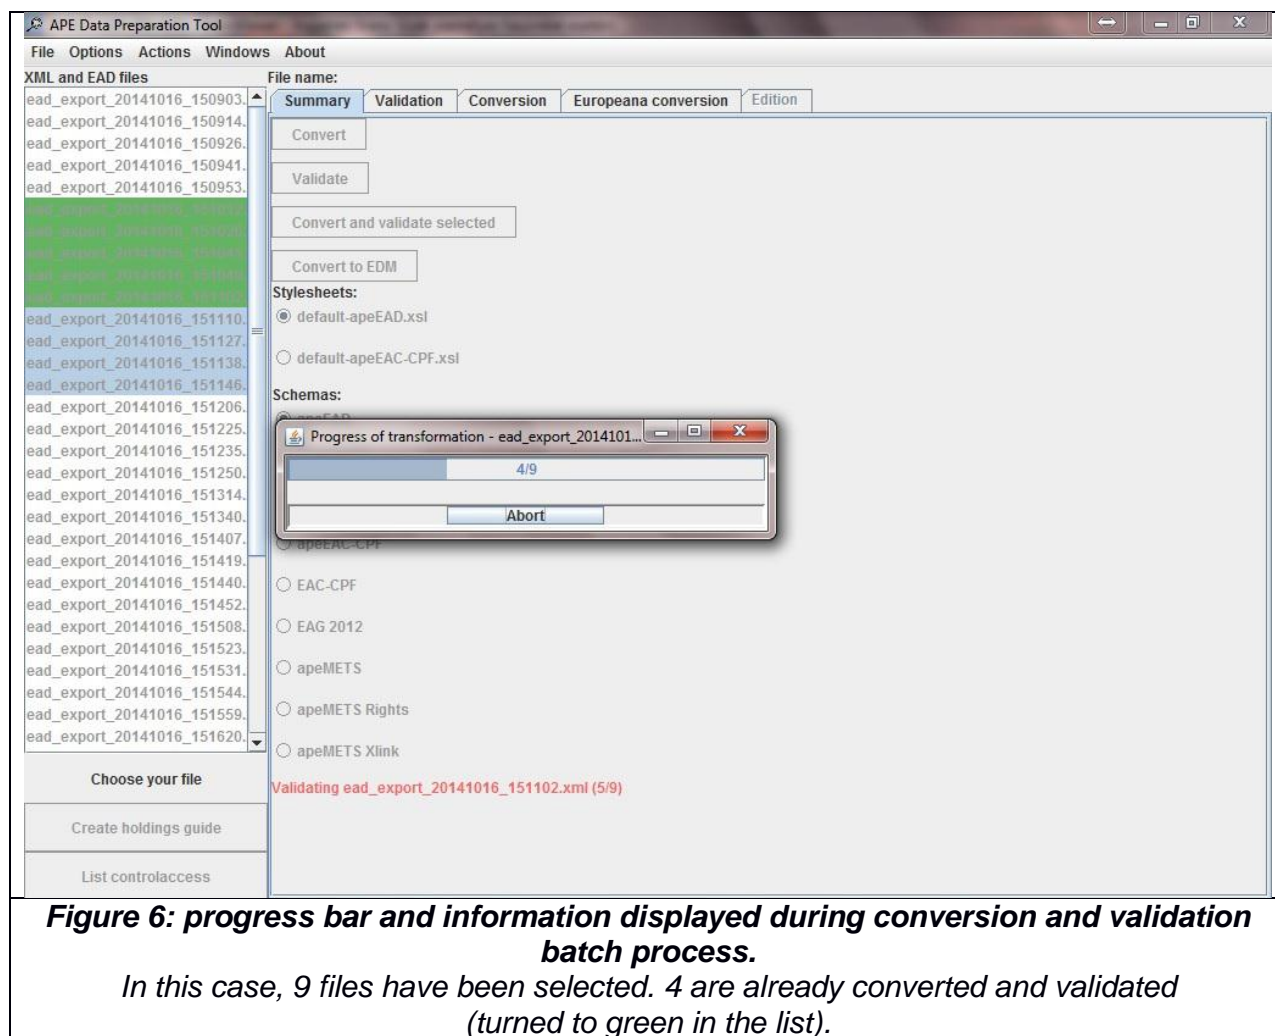 APE Data Preparation Tool
File Options Actions Windows About
XML and EAD files
File name:
ead_export_20141016_150903.
ead_export_20141016_150914.
ead_export_20141016_150926.
ead_export_20141016_150941.
ead_export_20141016_150953.
ead_export_20141016_151110.
ead_export_20141016_151127.
ead_export_20141016_151138.
ead_export_20141016_151146.
ead_export_20141016_151206.
ead_export_20141016_151225.
ead_export_20141016_151235.
ead_export_20141016_151250.
ead_export_20141016_151314.
ead_export_20141016_151340.
ead_export_20141016_151407.
ead_export_20141016_151419.
ead_export_20141016_151440.
ead_export_20141016_151452.
ead_export_20141016_151508.
ead_export_20141016_151523.
ead_export_20141016_151531.
ead_export_20141016_151544.
ead_export_20141016_151559.
ead_export_20141016_151620.
Choose your file
Create holdings guide
List controlaccess
Summary Validation Conversion Europeana conversion Edition
Convert
Validate
Convert and validate selected
Convert to EDM
Stylesheets:
default-apeEAD.xsl
default-apeEAC-CPF.xsl
Schemas:
apeEAD
Progress of transformation - ead_export_2014101...
4/9
Abort
apeEAC-CPF
EAC-CPF
EAG 2012
apeMETS
apeMETS Rights
apeMETS Xlink
Validating ead_export_20141016_151102.xml (5/9)
Figure 6: progress bar and information displayed during conversion and validation
batch process.
In this case, 9 files have been selected. 4 are already converted and validated
(turned to green in the list).